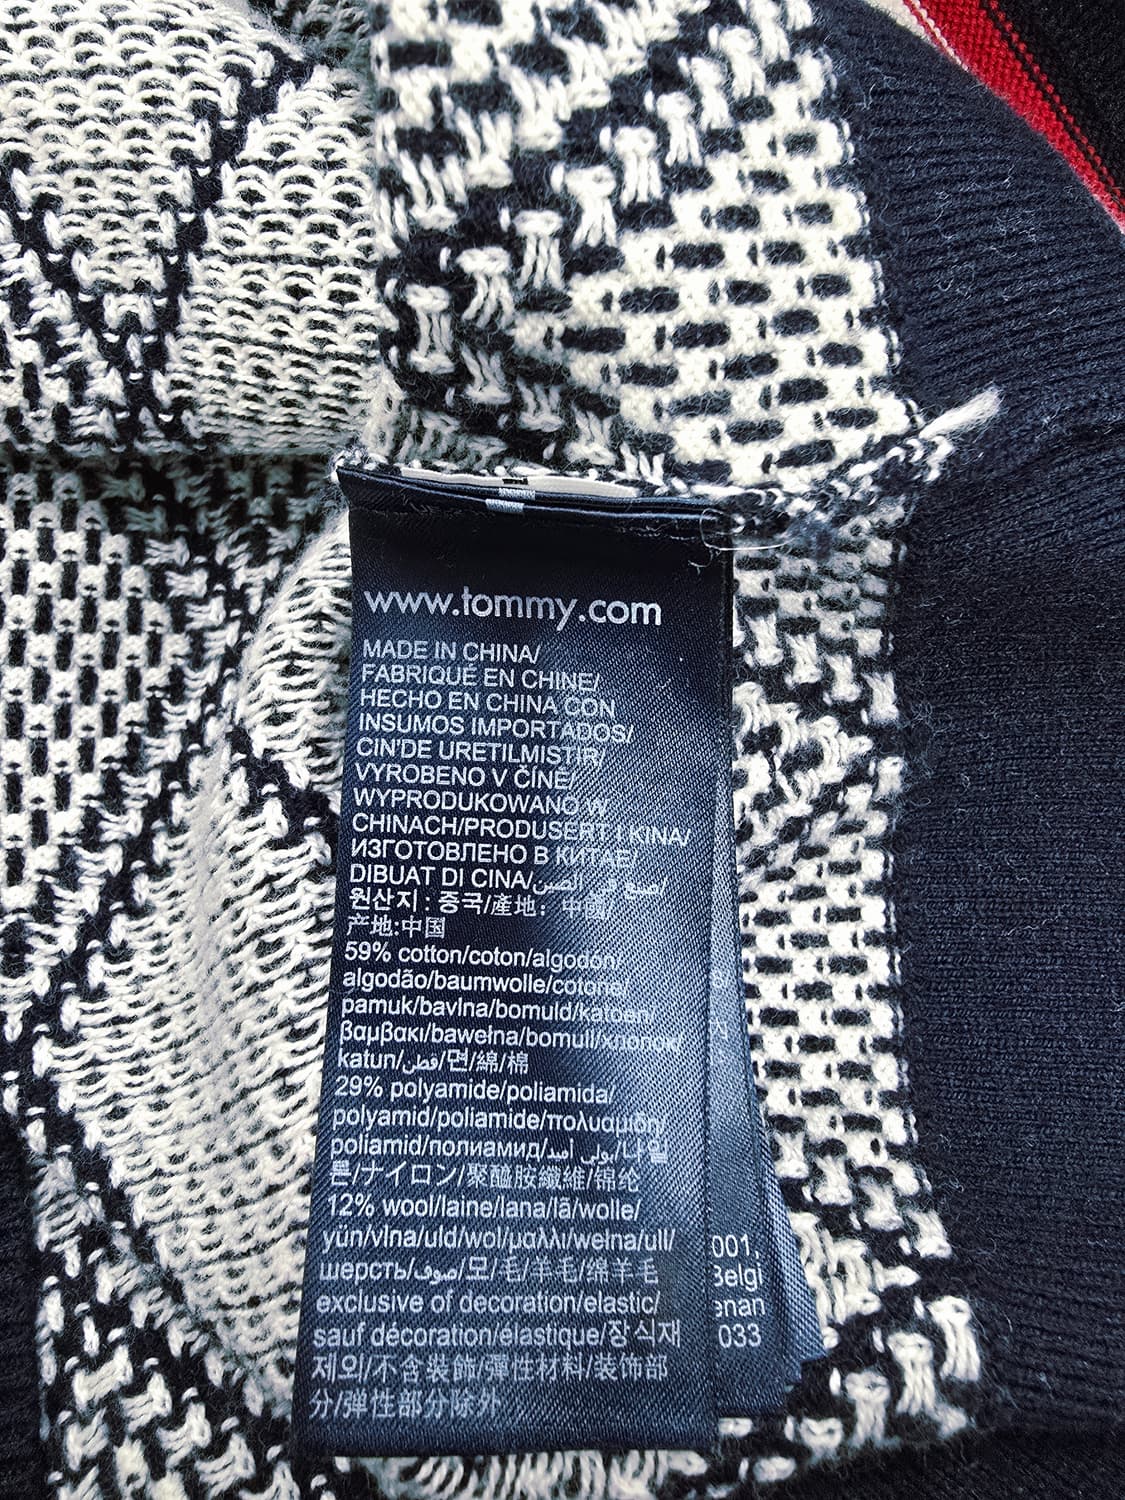 www.tommy.com
MADE IN CHINA/
FABRIQUÉ EN CHINE/
HECHO EN CHINA CON
INSUMOS IMPORTADOS/
CIN'DE URETILMISTIR/
VYROBENO V ČÍNE/
WYPRODUKOWANO W
CHINACH/PRODUSERT I KINA/
ИЗГОТОВЛЕНО В КИТАЕ/
DIBUAT DI CINA/صنع في الصين/
원산지 : 중국/產地: 中國/
产地:中国
59% cotton/coton/algodón/
algodão/baumwolle/cotone/
pamuk/bavlna/bomuld/katoen/
βαμβακι/bawełna/bomull/хлопок/
katun/قطن/면/綿/棉
29% polyamide/poliamida/
polyamid/poliamide/πολυαμιδη/
poliamid/полиамид/بولي أميد/나일
론/ナイロン/聚醯胺纖維/锦纶
12% wool/laine/lana/lã/wolle/
yün/vlna/uld/wol/μαλλι/wełna/ull/
шерсть/صوف/모/毛/羊毛/绵羊毛
exclusive of decoration/elastic/
sauf décoration/elastique/장식재
제외/不含装飾/彈性材料/装饰部
分/弹性部分除外
001,
Belgi
enan
033